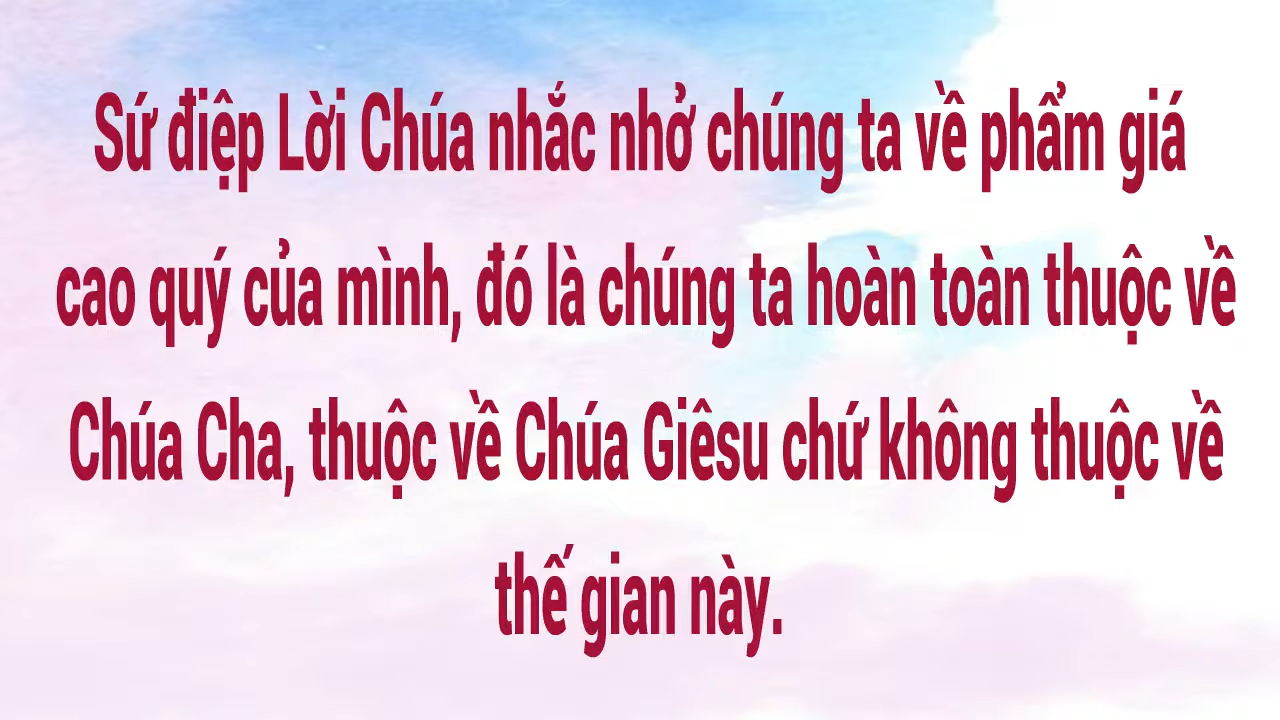 Sứ điệp Lời Chúa nhắc nhở chúng ta về phẩm giá
cao quý của mình, đó là chúng ta hoàn toàn thuộc về
Chúa Cha, thuộc về Chúa Giêsu chứ không thuộc về
thế gian này.